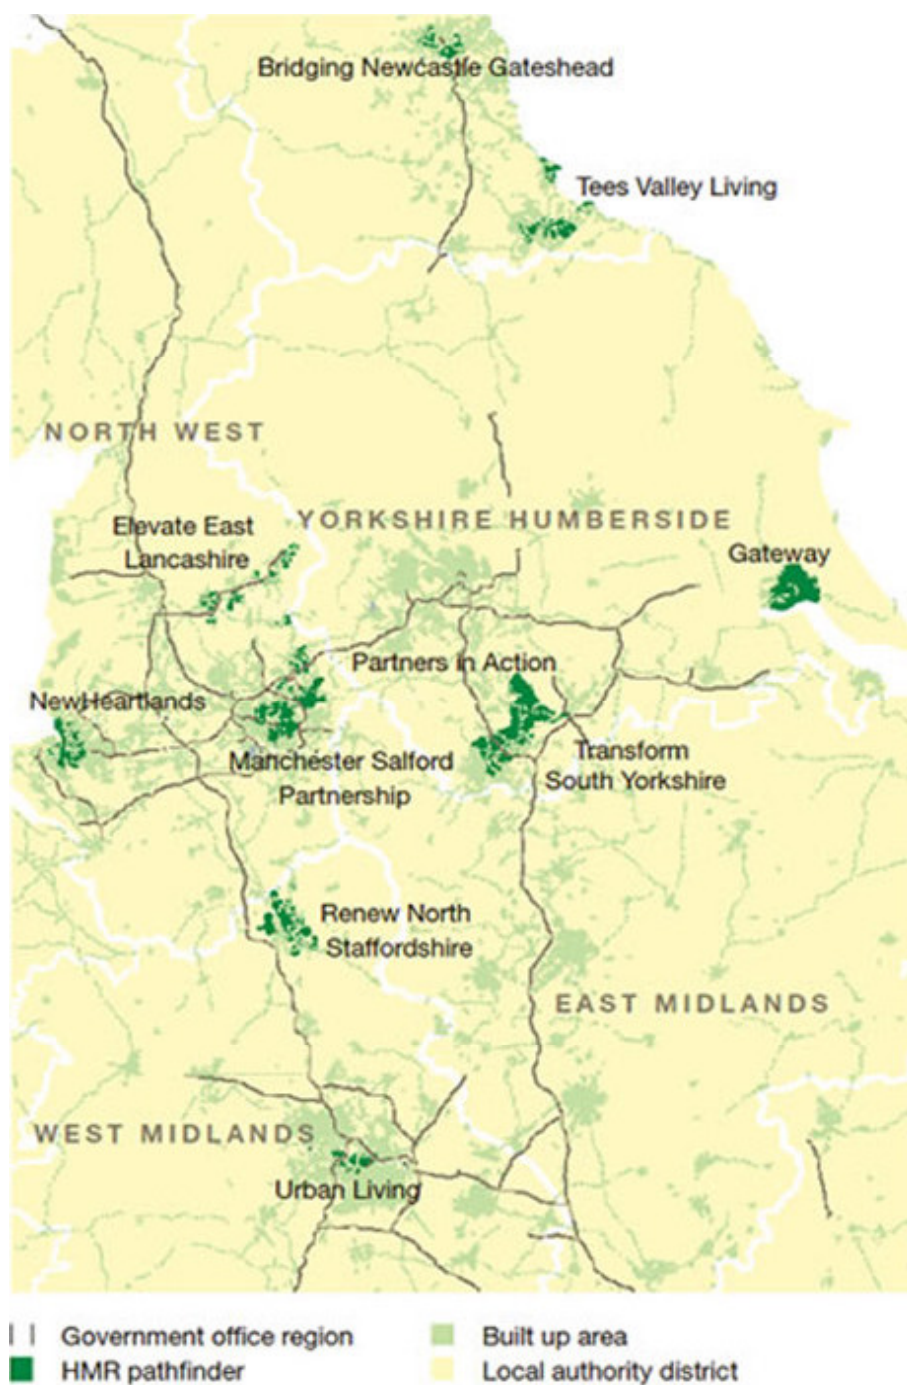 Bridging Newcastle Gateshead
Tees Valley Living
NORTH WEST
Elevate East
Lancashire
YORKSHIRE HUMBERSIDE
Gateway
Partners in Action
NewHeartlands
Manchester Salford
Partnership
Transform
South Yorkshire
Renew North
Staffordshire
EAST MIDLANDS
WEST MIDLANDS
Urban Living
Government office region
Built up area
HMR pathfinder
Local authority district